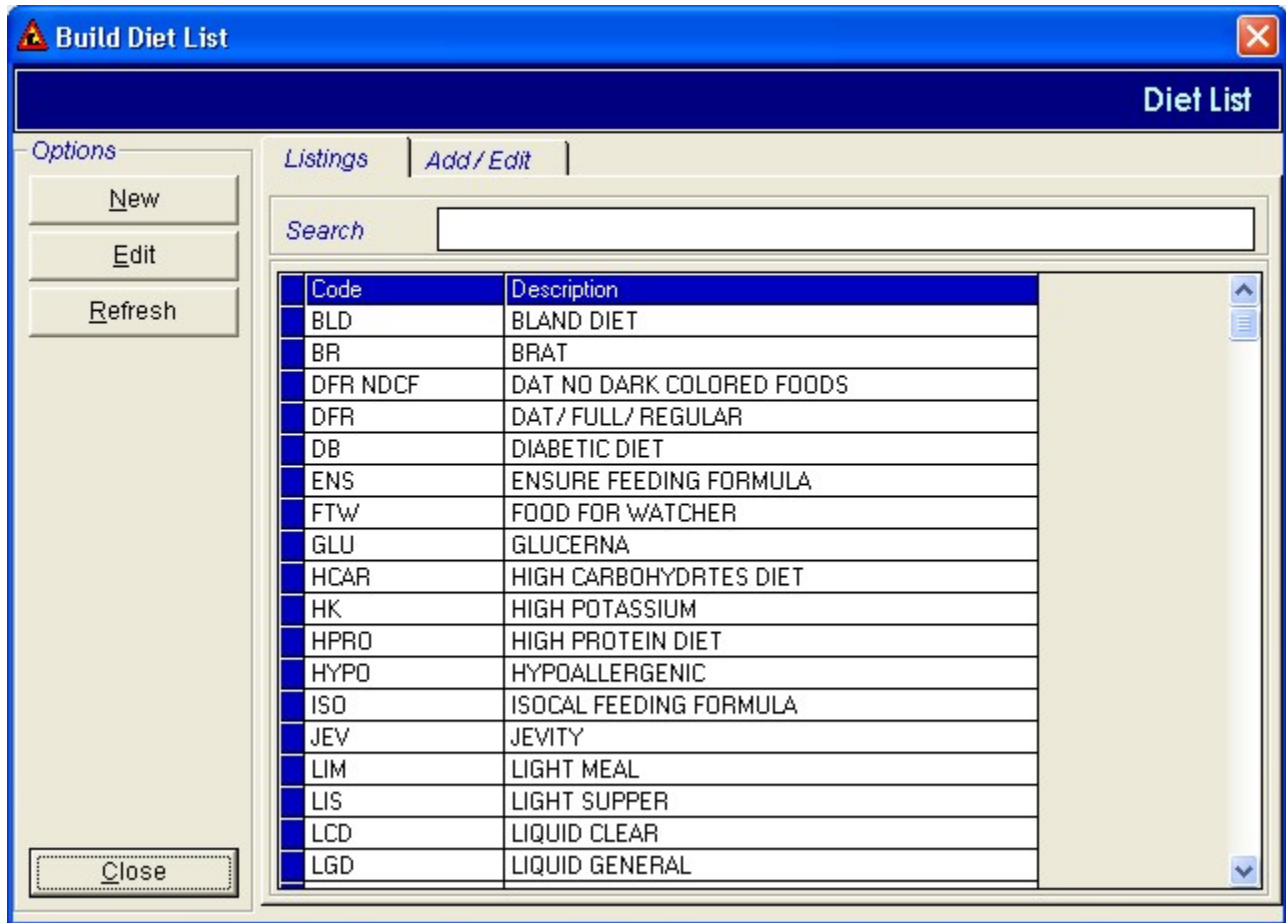 Build Diet List
Diet List
Options
New
Edit
Refresh
Close
Listings Add / Edit
Search
Code Description
BLD BLAND DIET
BR BRAT
DFR NDCF DAT NO DARK COLORED FOODS
DFR DAT/ FULL/ REGULAR
DB DIABETIC DIET
ENS ENSURE FEEDING FORMULA
FTW FOOD FOR WATCHER
GLU GLUCERNA
HCAR HIGH CARBOHYDRTES DIET
HK HIGH POTASSIUM
HPRO HIGH PROTEIN DIET
HYPO HYPOALLERGENIC
ISO ISOCAL FEEDING FORMULA
JEV JEVITY
LIM LIGHT MEAL
LIS LIGHT SUPPER
LCD LIQUID CLEAR
LGD LIQUID GENERAL